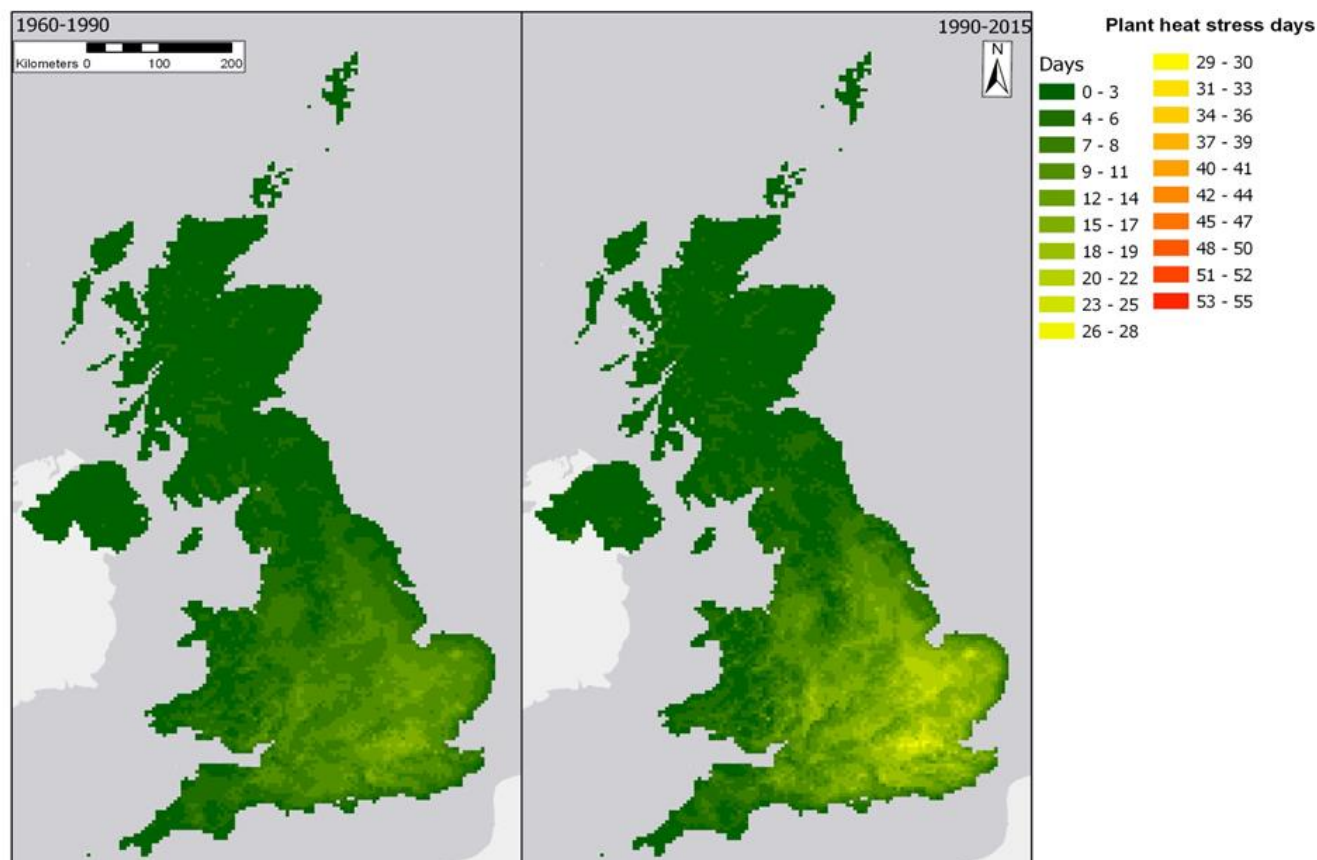 1960-1990
Kilometers 0 100 200
1990-2015
N
Plant heat stress days
Days
0 - 3
4 - 6
7 - 8
9 - 11
12 - 14
15 - 17
18 - 19
20 - 22
23 - 25
26 - 28
29 - 30
31 - 33
34 - 36
37 - 39
40 - 41
42 - 44
45 - 47
48 - 50
51 - 52
53 - 55